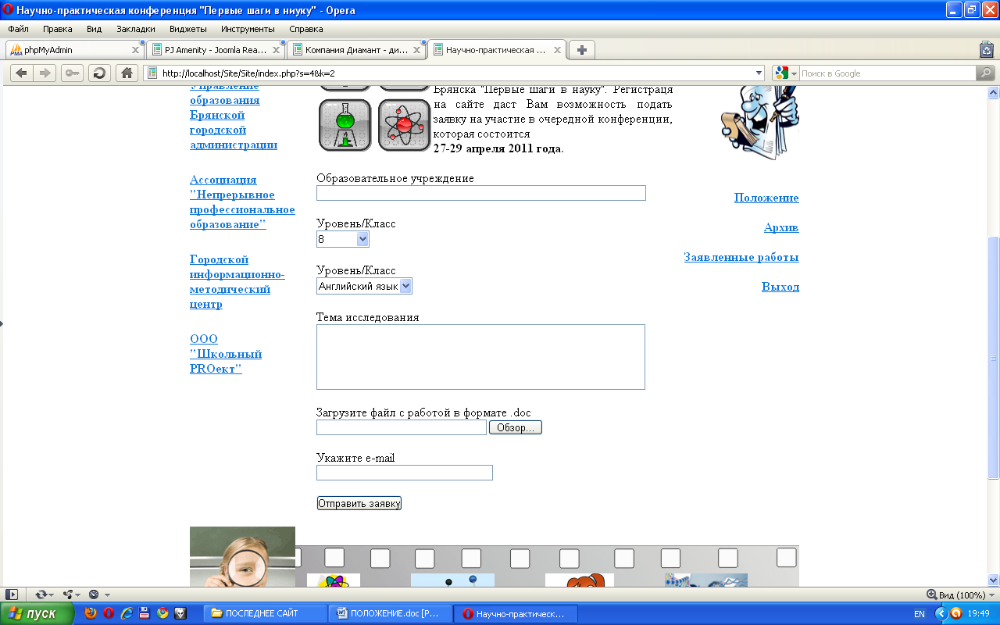 Научно-практическая конференция "Первые шаги в ниуку" - Opera
Файл Правка Вид Закладки Виджеты Инструменты Справка
phpMyAdmin
PJ Amenity - Joomla Rea...
Компания Диамант - ди...
Научно-практическая ...
http://localhost/Site/Site/index.php?s=4&k=2
Поиск в Google
Управление
образования
Брянской
городской
администрации
Ассоциация
"Непрерывное
профессиональное
образование"
Городской
информационно-
методический
центр
ООО
"Школьный
PROект"
Брянска "Первые шаги в науку". Регистраця
на сайте даст Вам возможность подать
заявку на участие в очередной конференции,
которая состоится
27-29 апреля 2011 года.
Образовательное учреждение
Уровень/Класс
8
Уровень/Класс
Английский язык
Тема исследования
Загрузите файл с работой в формате .doc
Обзор...
Укажите e-mail
Отправить заявку
Положение
Архив
Заявленные работы
Выход
Вид (100%)
пуск
ПОСЛЕДНЕЕ САЙТ
ПОЛОЖЕНИЕ.doc [Р...
Научно-практическ...
EN
19:49